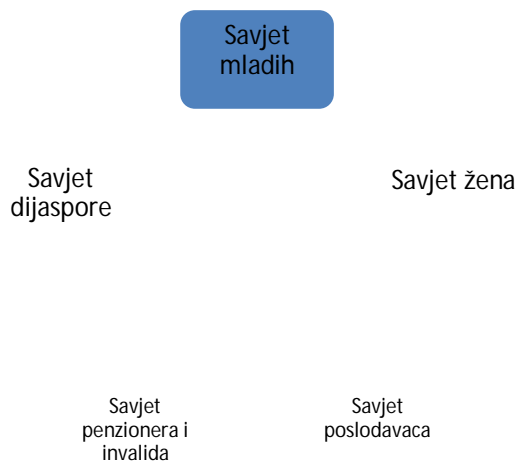 Savjet
mladih
Savjet
dijaspore
Savjet žena
Savjet
penzionera i
invalida
Savjet
poslodavaca